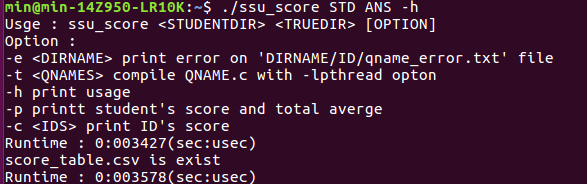 min@min-14Z950-LR10K:~$ ./ssu_score STD ANS -h
Usge : ssu_score <STUDENTDIR> <TRUEDIR> [OPTION]
Option :
-e <DIRNAME> print error on 'DIRNAME/ID/qname_error.txt' file
-t <QNAMES> compile QNAME.c with -lpthread opton
-h print usage
-p printt student's score and total averge
-c <IDS> print ID's score
Runtime : 0:003427(sec:usec)
score_table.csv is exist
Runtime : 0:003578(sec:usec)